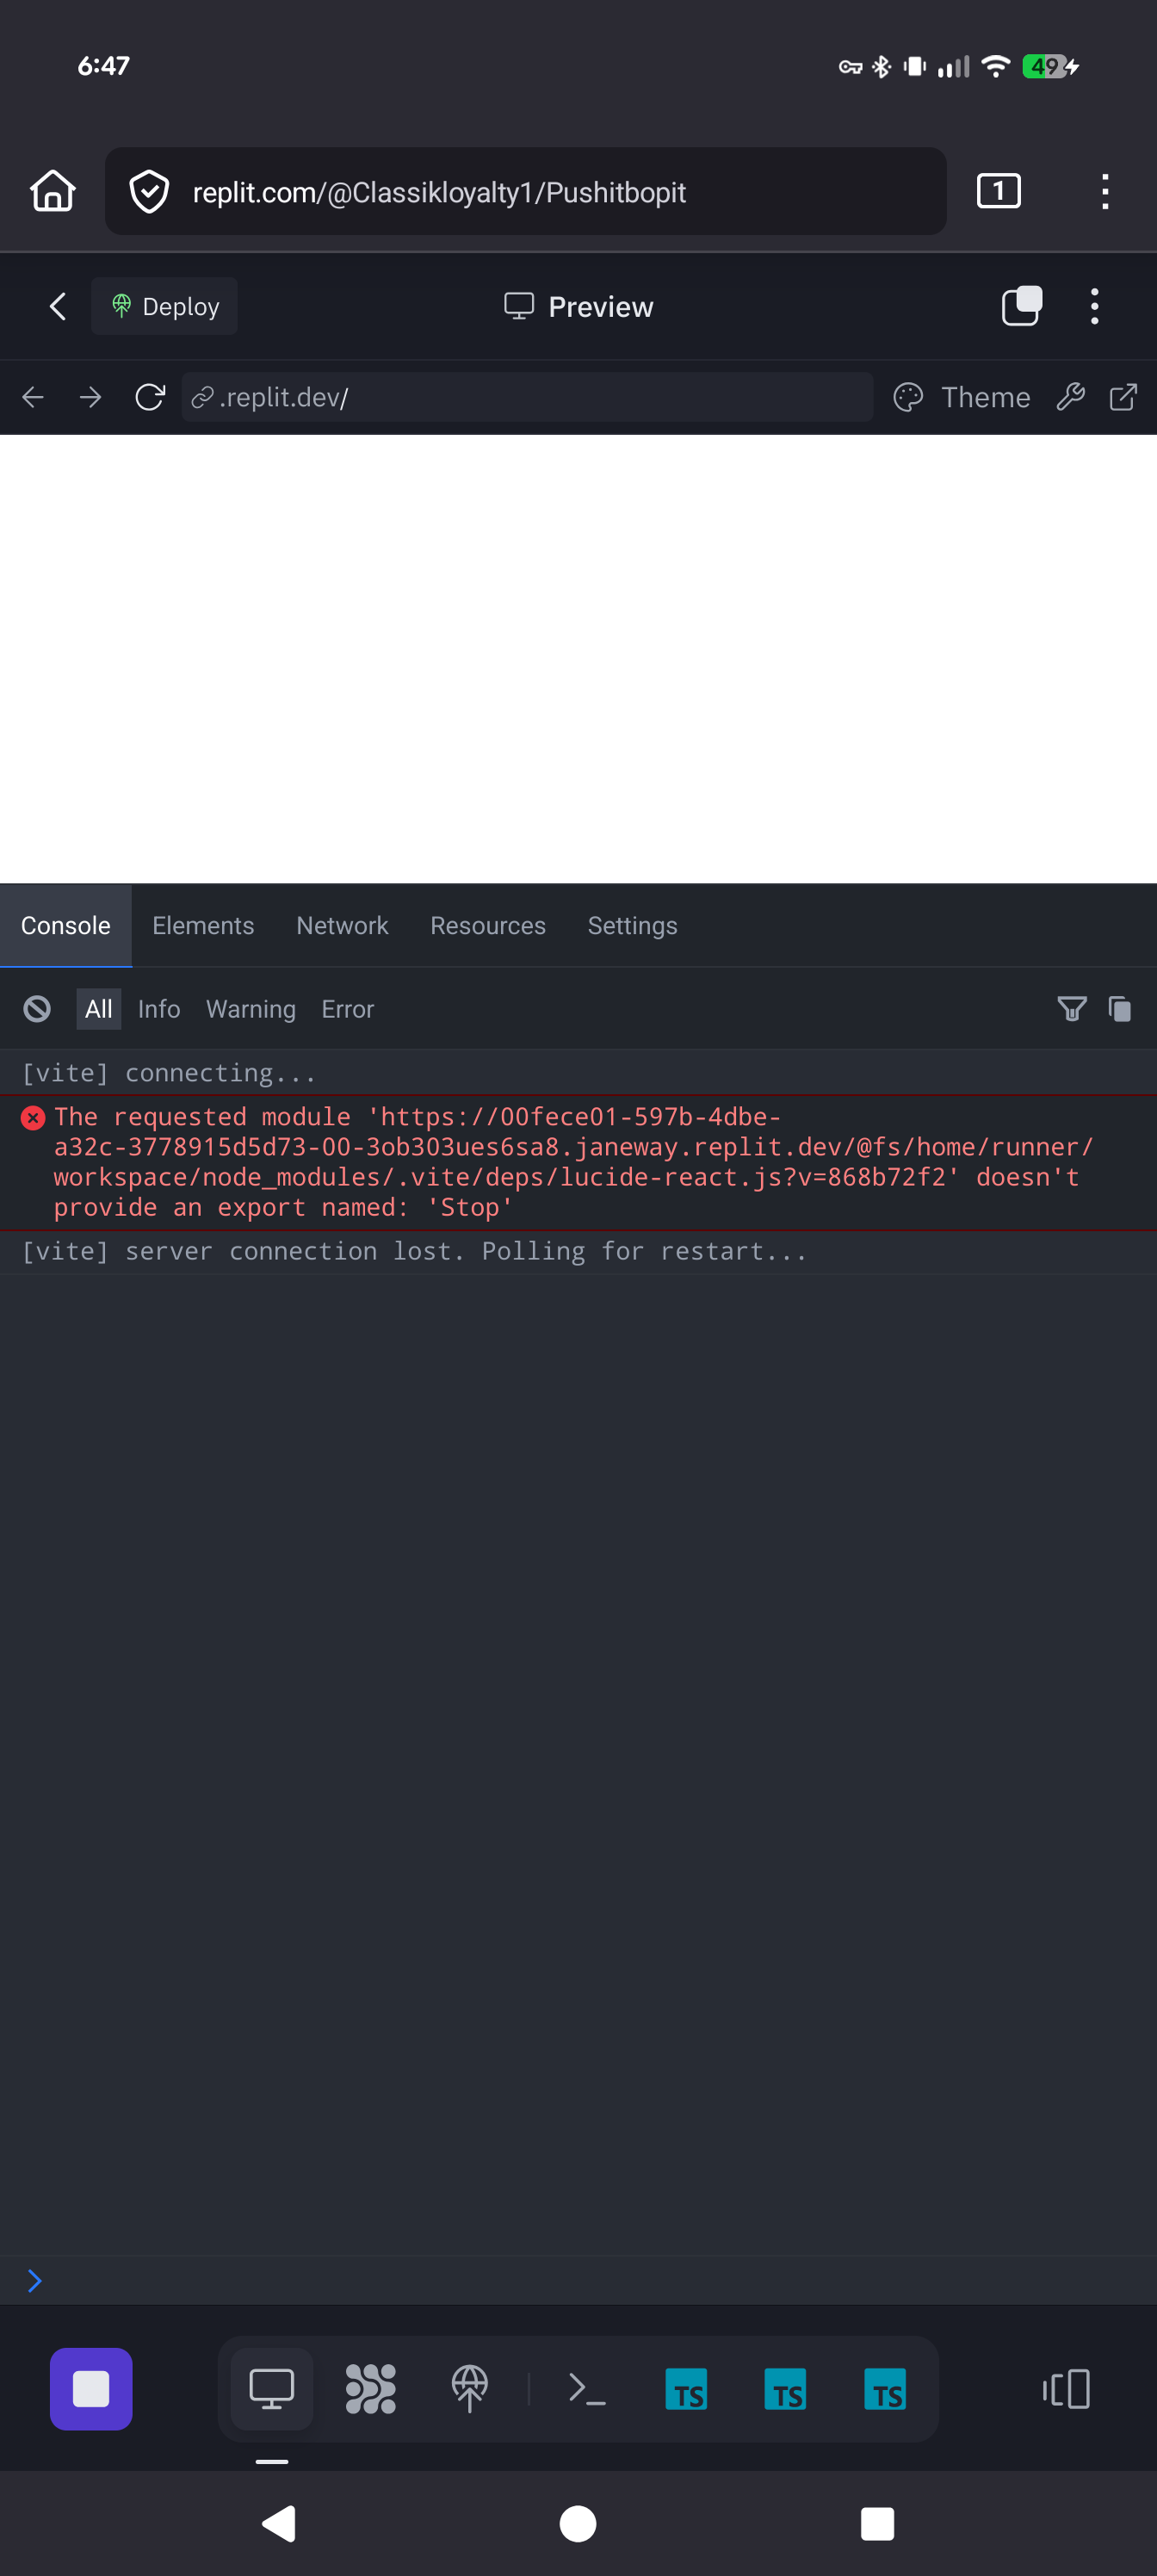 6:47
49
replit.com/@Classikloyalty1/Pushitbopit
1
Deploy
Preview
.replit.dev/
Theme
Console Elements Network Resources Settings
All Info Warning Error
[vite] connecting...
The requested module 'https://00fece01-597b-4dbe-
a32c-3778915d5d73-00-3ob303ues6sa8.janeway.replit.dev/@fs/home/runner/
workspace/node_modules/.vite/deps/lucide-react.js?v=868b72f2' doesn't
provide an export named: 'Stop'
[vite] server connection lost. Polling for restart...
TS TS TS